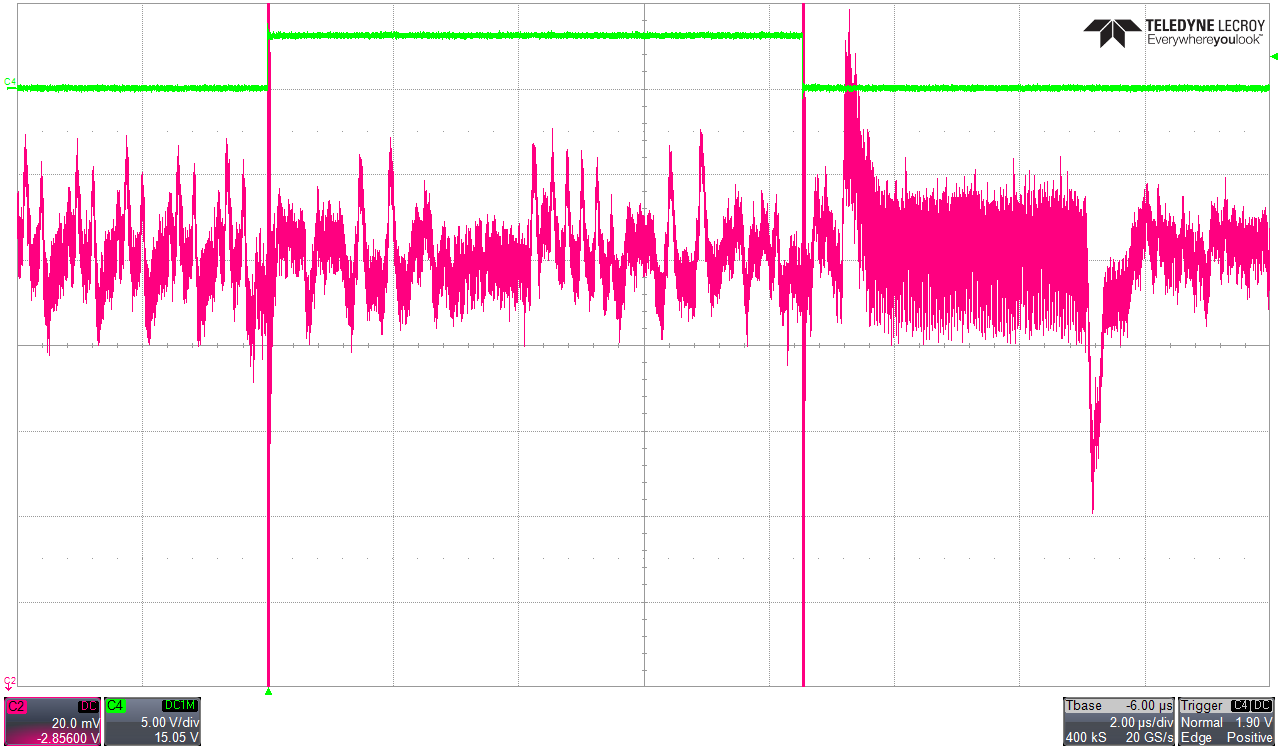 TELEDYNE LECROY
Everywhereyoulook™
C4
C2
C2 DC
20.0 mV
-2.85600 V
C4 DC1M
5.00 V/div
15.05 V
Tbase -6.00 µs
2.00 µs/div
400 kS 20 GS/s
Trigger C4 DC
Normal 1.90 V
Edge Positive